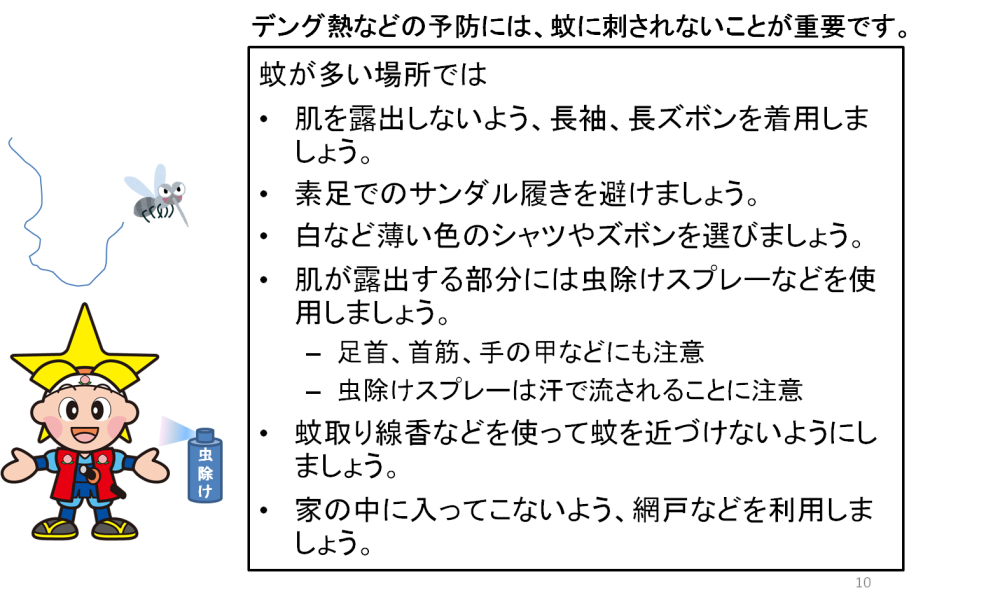 デング熱などの予防には、蚊に刺されないことが重要です。
蚊が多い場所では
• 肌を露出しないよう、長袖、長ズボンを着用しま
しょう。
• 素足でのサンダル履きを避けましょう。
• 白など薄い色のシャツやズボンを選びましょう。
• 肌が露出する部分には虫除けスプレーなどを使
用しましょう。
– 足首、首筋、手の甲などにも注意
– 虫除けスプレーは汗で流されることに注意
• 蚊取り線香などを使って蚊を近づけないようにし
ましょう。
• 家の中に入ってこないよう、網戸などを利用しま
しょう。
虫除け
10